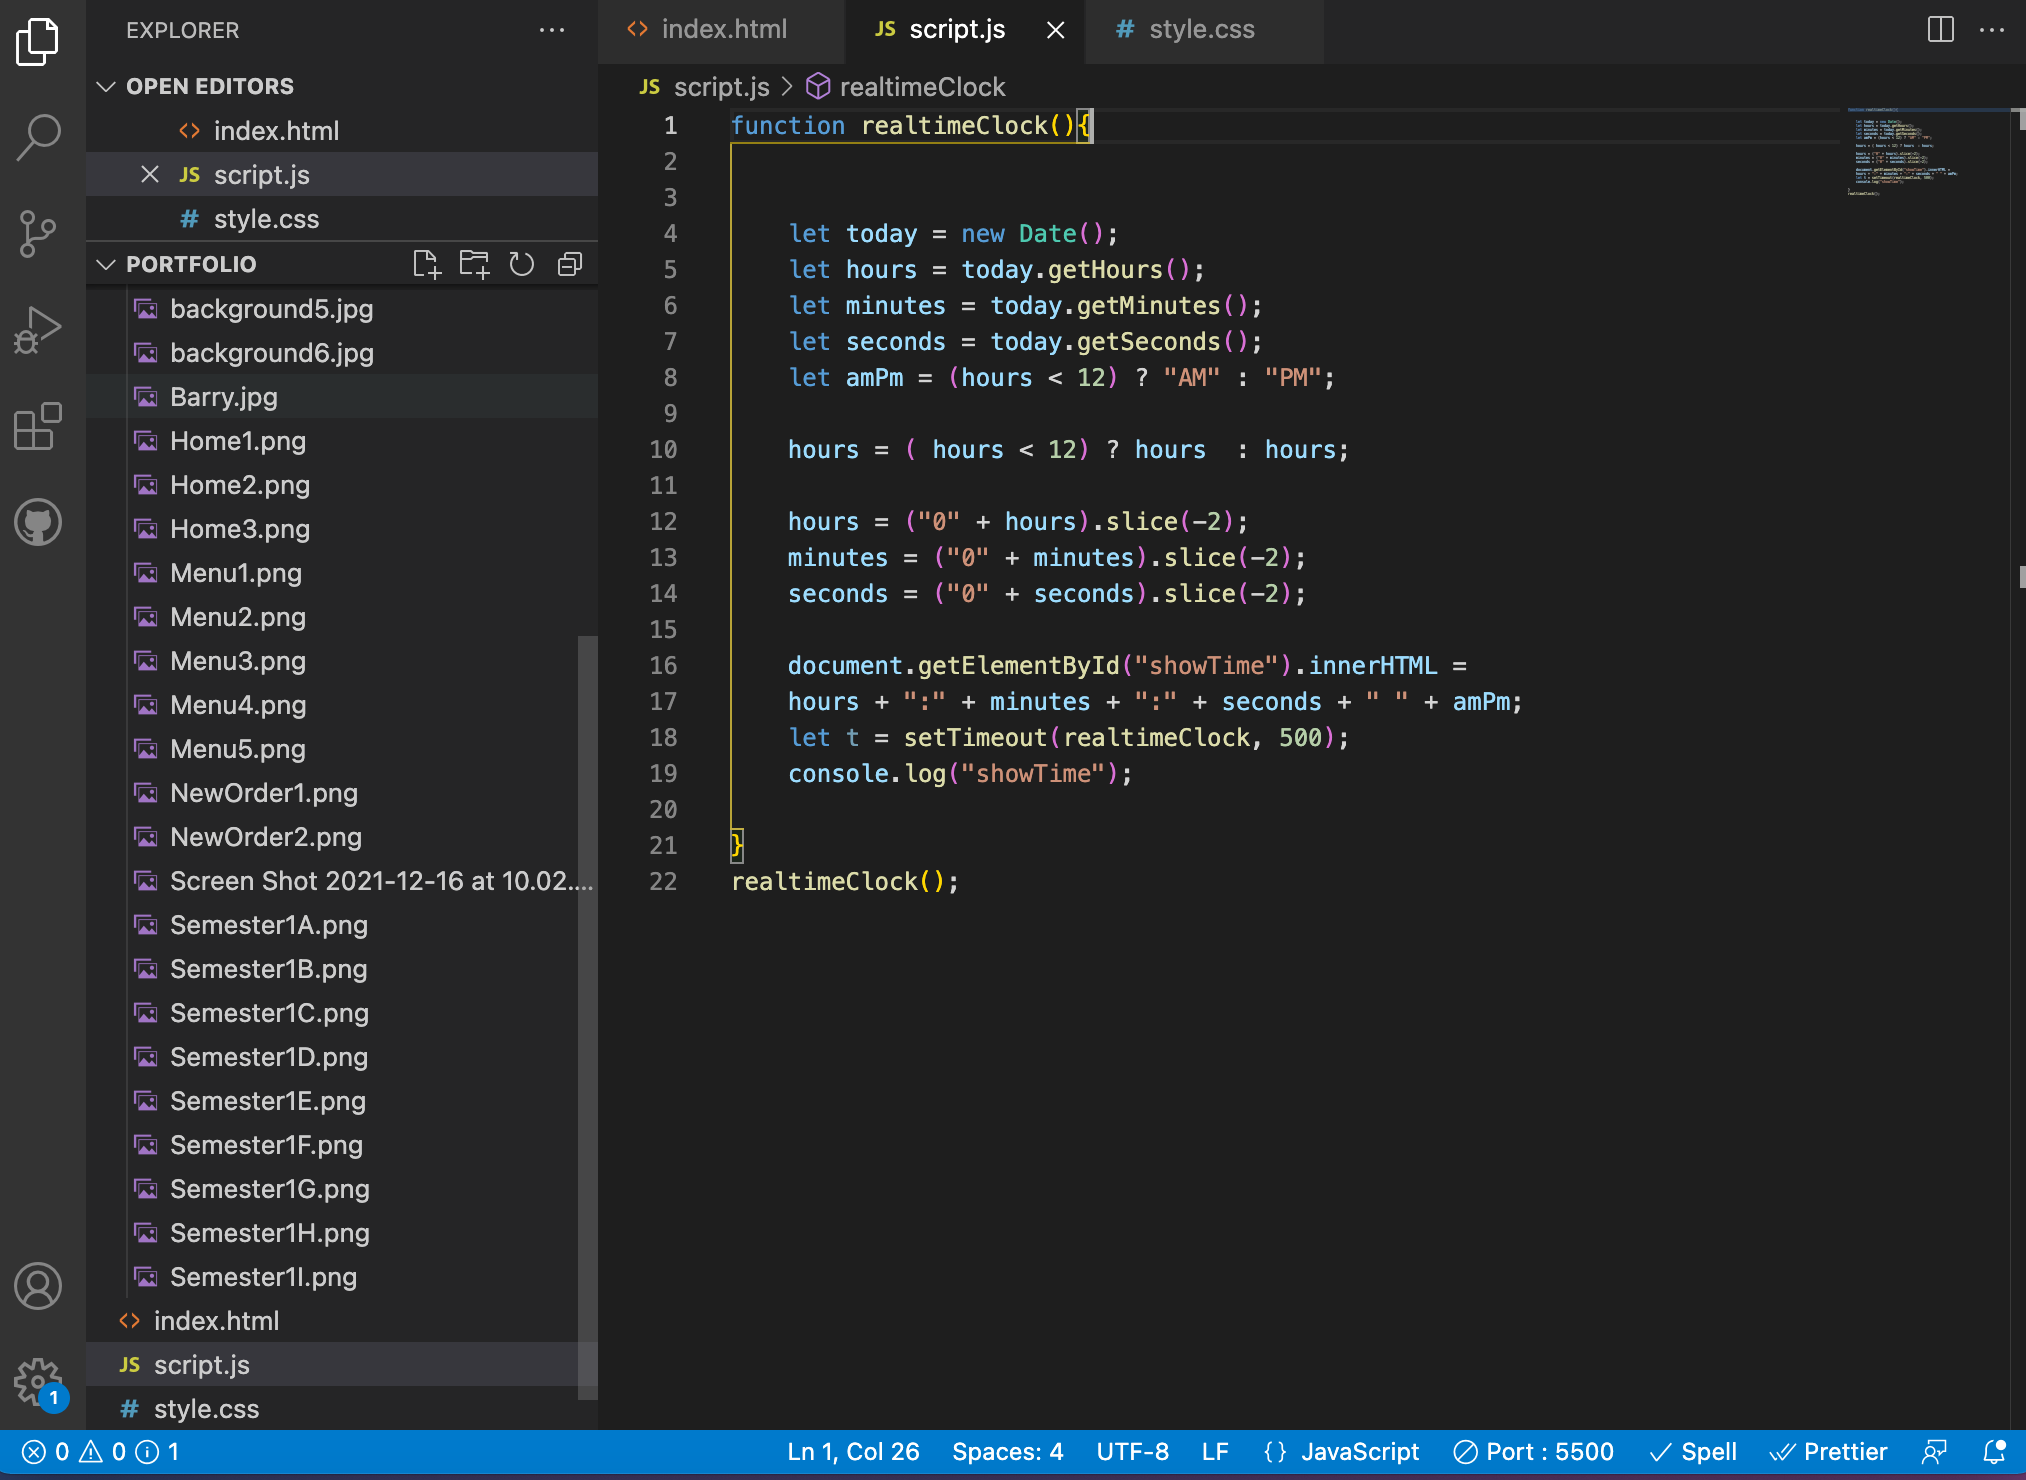 EXPLORER
OPEN EDITORS
index.html
JS script.js
# style.css
PORTFOLIO
background5.jpg
background6.jpg
Barry.jpg
Home1.png
Home2.png
Home3.png
Menu1.png
Menu2.png
Menu3.png
Menu4.png
Menu5.png
NewOrder1.png
NewOrder2.png
Screen Shot 2021-12-16 at 10.02....
Semester1A.png
Semester1B.png
Semester1C.png
Semester1D.png
Semester1E.png
Semester1F.png
Semester1G.png
Semester1H.png
Semester1I.png
index.html
JS script.js
# style.css
1
index.html
JS script.js
# style.css
JS script.js > realtimeClock
1 function realtimeClock(){
2
3
4 let today = new Date();
5 let hours = today.getHours();
6 let minutes = today.getMinutes();
7 let seconds = today.getSeconds();
8 let amPm = (hours < 12) ? "AM" : "PM";
9
10 hours = ( hours < 12) ? hours  : hours;
11
12 hours = ("0" + hours).slice(-2);
13 minutes = ("0" + minutes).slice(-2);
14 seconds = ("0" + seconds).slice(-2);
15
16 document.getElementById("showTime").innerHTML =
17 hours + ":" + minutes + ":" + seconds + " " + amPm;
18 let t = setTimeout(realtimeClock, 500);
19 console.log("showTime");
20
21 }
22 realtimeClock();
0 0 1
Ln 1, Col 26 Spaces: 4 UTF-8 LF {} JavaScript Port : 5500 Spell Prettier